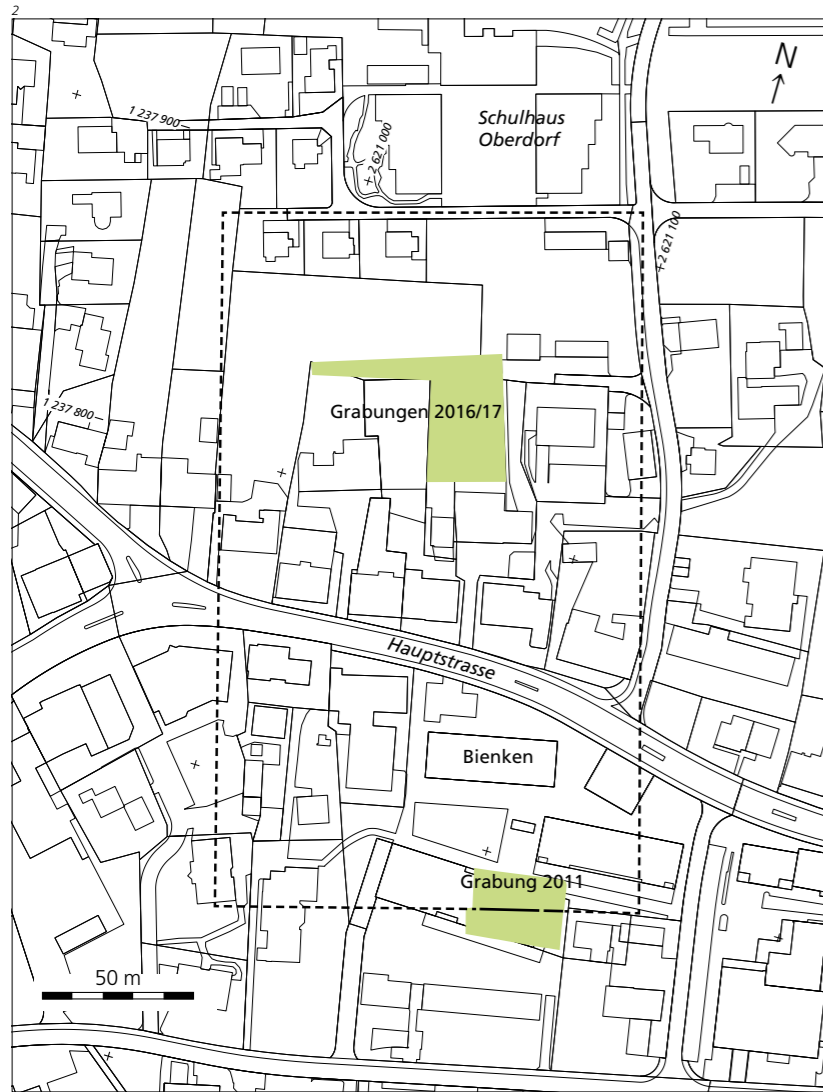 2
N
1 237 900
Schulhaus
Oberdorf
2 621 000
2 621 100
1 237 800
Grabungen 2016/17
Hauptstrasse
Bienken
Grabung 2011
50 m